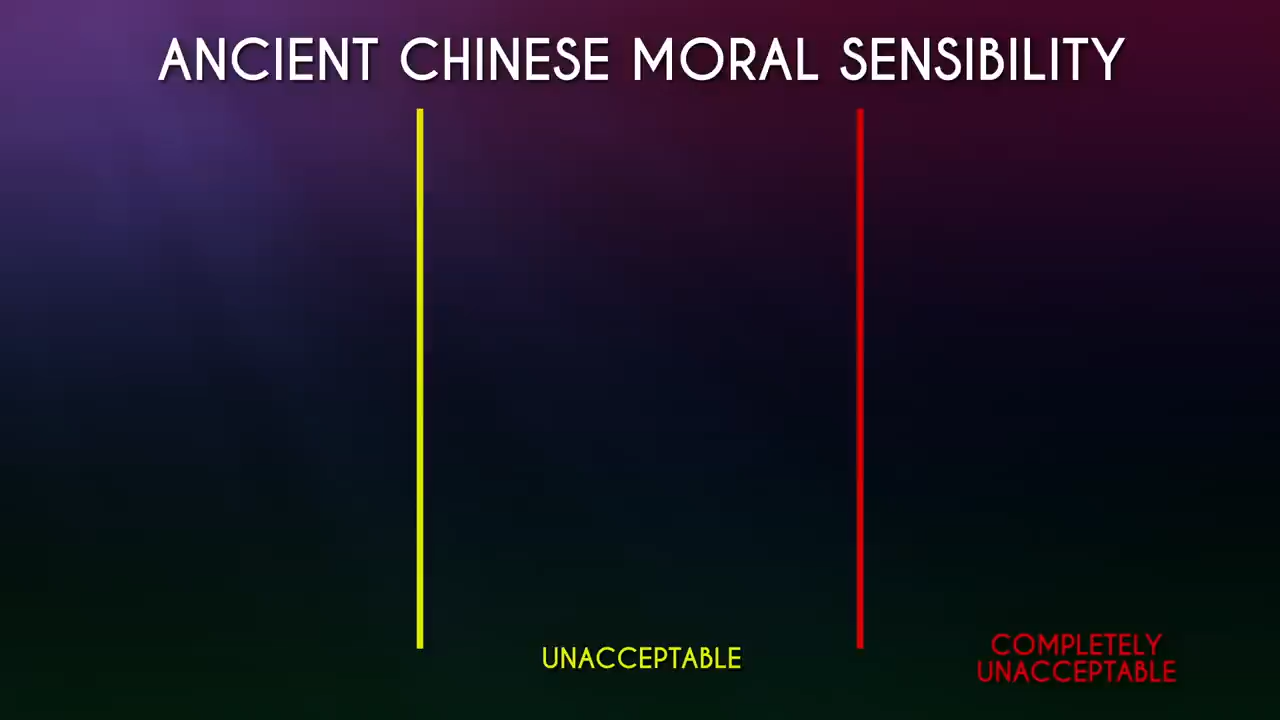 ANCIENT CHINESE MORAL SENSIBILITY
UNACCEPTABLE
COMPLETELY
UNACCEPTABLE